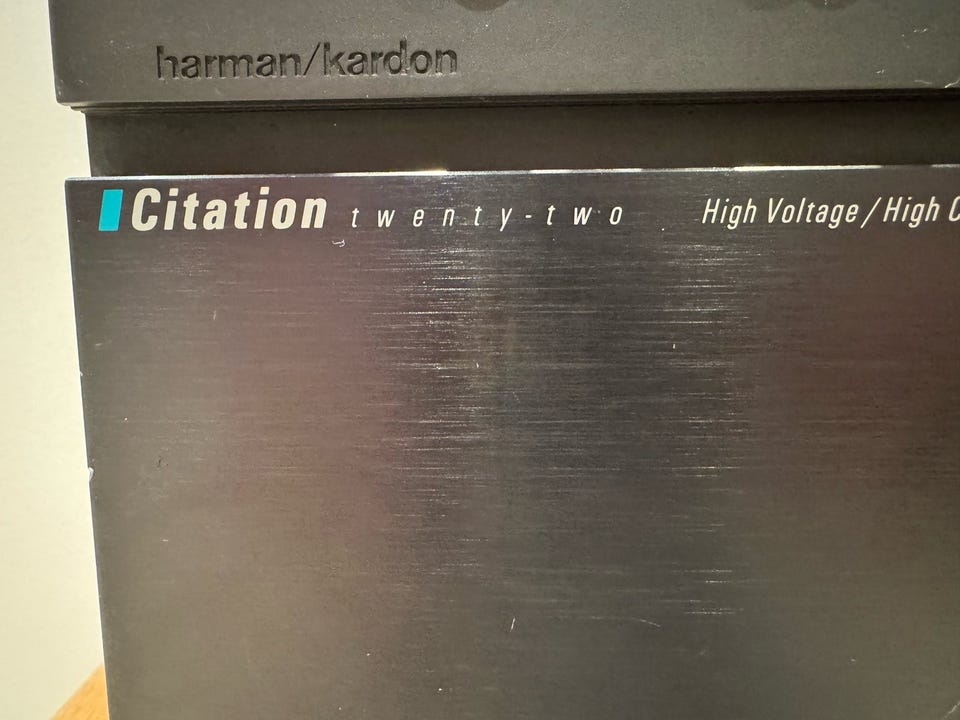 harman/kardon
Citation twenty-two High Voltage/High C